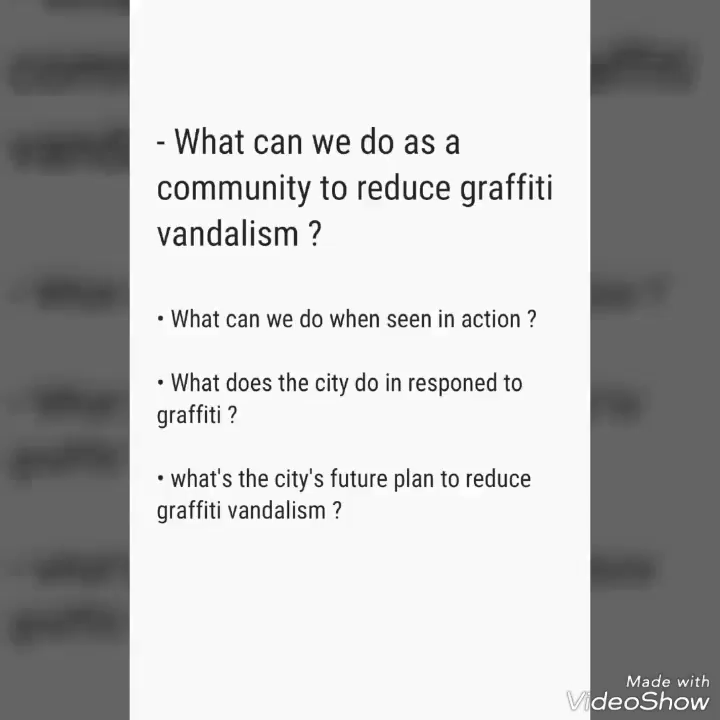 - What can we do as a
community to reduce graffiti
vandalism ?
• What can we do when seen in action ?
• What does the city do in responed to
graffiti ?
• what's the city's future plan to reduce
graffiti vandalism ?
Made with
VideoShow